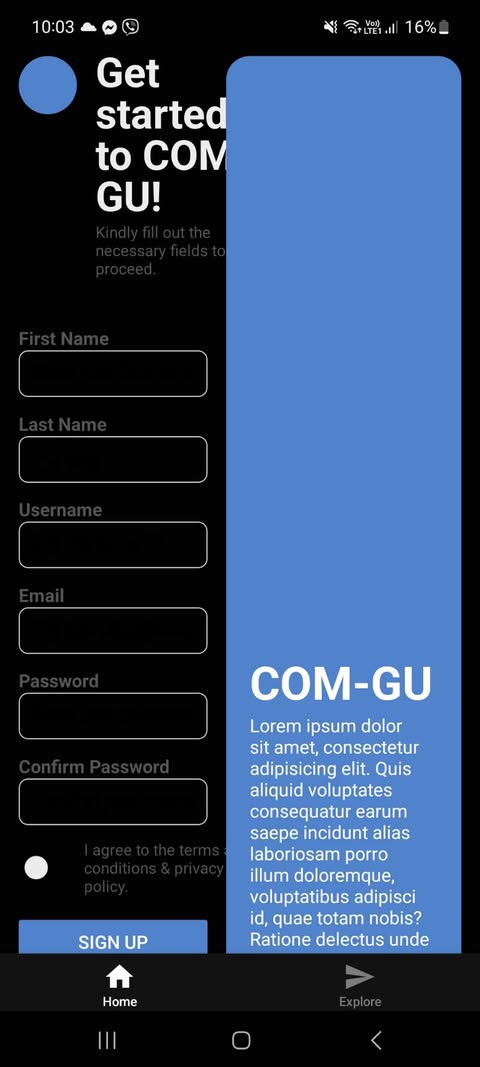 10:03
Vo))
LTE1
16%
Get
started
to COM
GU!
Kindly fill out the
necessary fields to
proceed.
First Name
Last Name
Username
Email
Password
Confirm Password
I agree to the terms
conditions & privacy
policy.
SIGN UP
COM-GU
Lorem ipsum dolor
sit amet, consectetur
adipisicing elit. Quis
aliquid voluptates
consequatur earum
saepe incidunt alias
laboriosam porro
illum doloremque,
voluptatibus adipisci
id, quae totam nobis?
Ratione delectus unde
Home
Explore